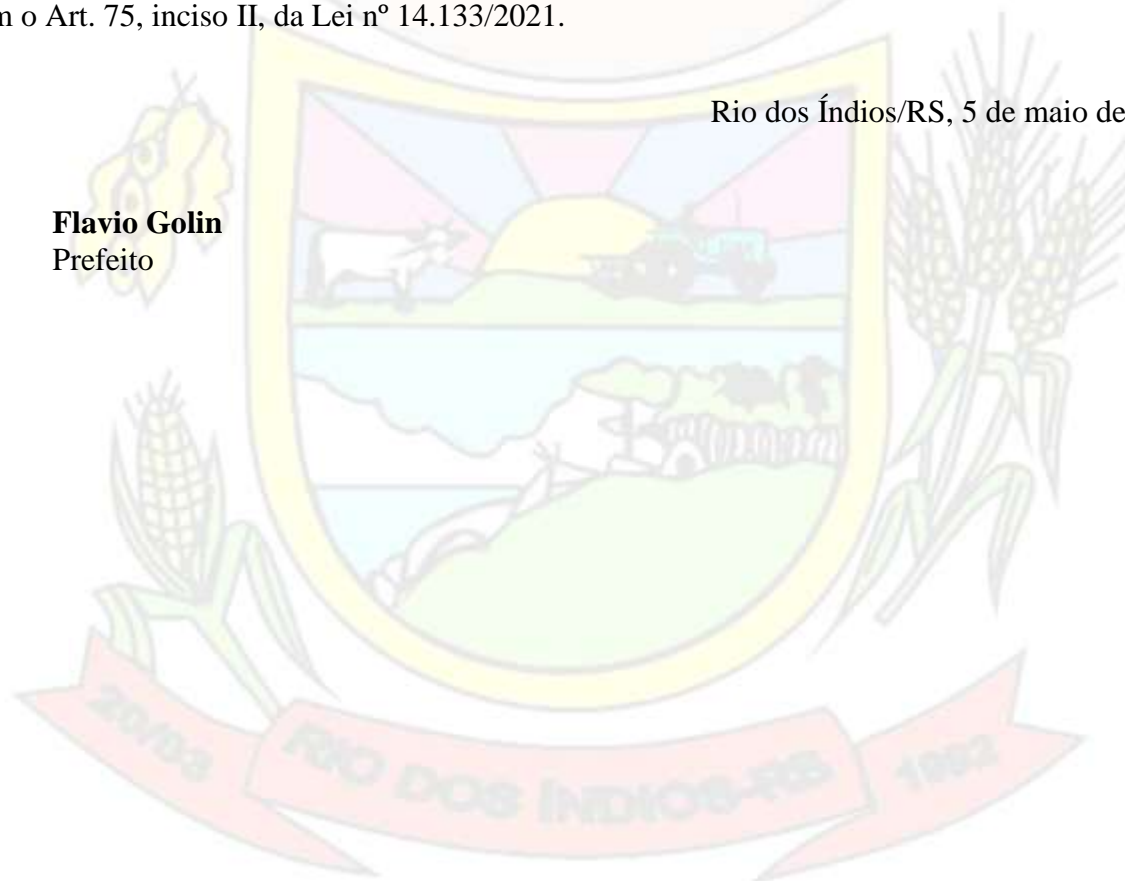 m o Art. 75, inciso II, da Lei nº 14.133/2021.
Rio dos Índios/RS, 5 de maio de
Flavio Golin
Prefeito
20/03
RIO DOS ÍNDIOS-RS
1992